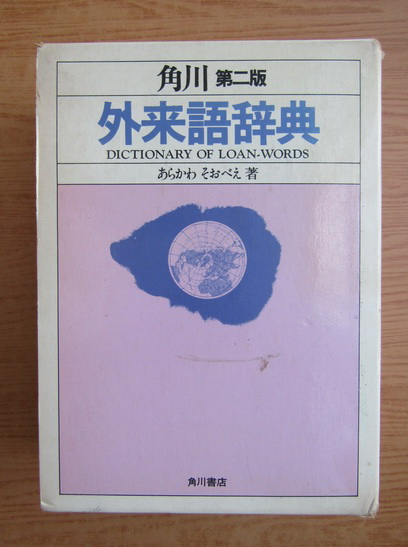 角川 第二版
外来語辞典
DICTIONARY OF LOAN-WORDS
あらかわ そおべえ 著
角川書店